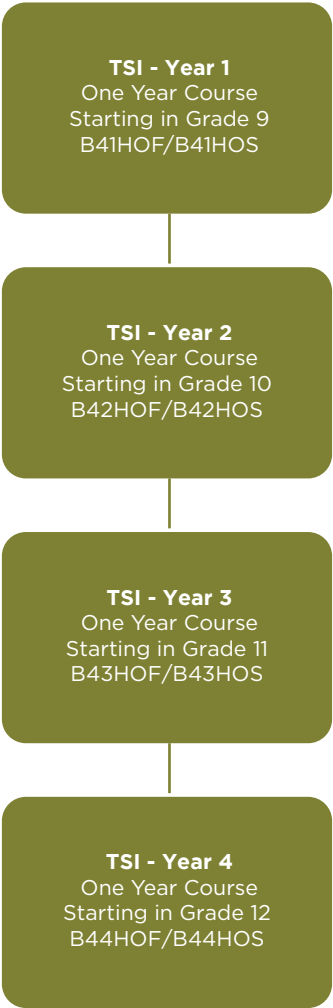 TSI - Year 1
One Year Course
Starting in Grade 9
B41HOF/B41HOS
TSI - Year 2
One Year Course
Starting in Grade 10
B42HOF/B42HOS
TSI - Year 3
One Year Course
Starting in Grade 11
B43HOF/B43HOS
TSI - Year 4
One Year Course
Starting in Grade 12
B44HOF/B44HOS